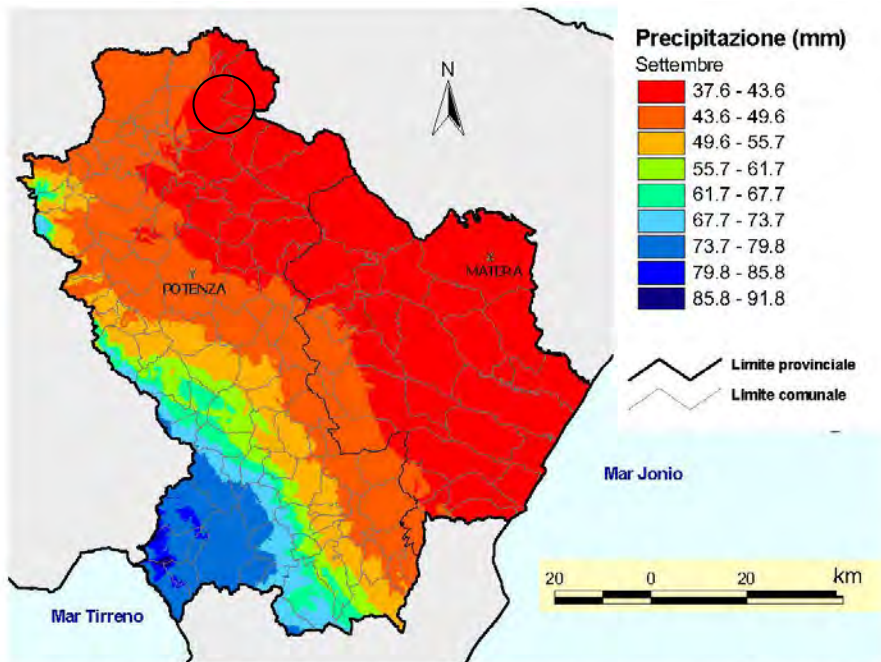 Precipitazione (mm)
Settembre
37.6 - 43.6
43.6 - 49.6
49.6 - 55.7
55.7 - 61.7
61.7 - 67.7
67.7 - 73.7
73.7 - 79.8
79.8 - 85.8
85.8 - 91.8
Limite provinciale
Limite comunale
N
POTENZA
MATERA
Mar Jonio
Mar Tirreno
20 0 20 km